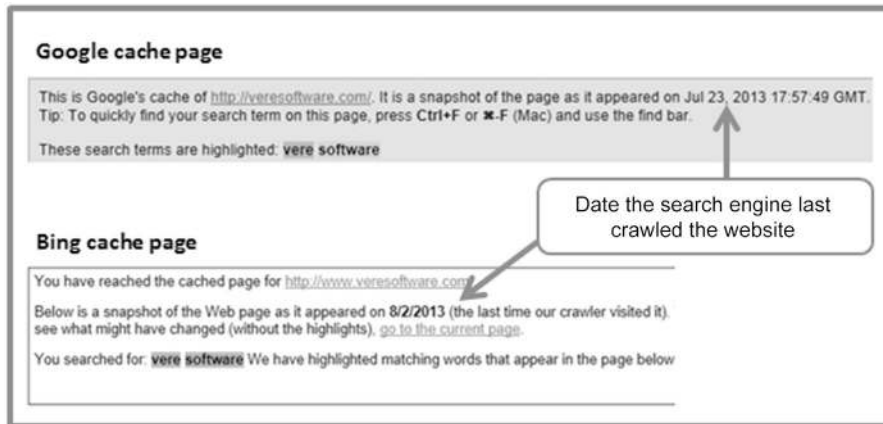 Google cache page
This is Google's cache of http://veresoftware.com/. It is a snapshot of the page as it appeared on Jul 23, 2013 17:57:49 GMT.
Tip: To quickly find your search term on this page, press Ctrl+F or ⌘-F (Mac) and use the find bar.
These search terms are highlighted: vere software
Date the search engine last
crawled the website
Bing cache page
You have reached the cached page for http://www.veresoftware.com/
Below is a snapshot of the Web page as it appeared on 8/2/2013 (the last time our crawler visited it).
see what might have changed (without the highlights), go to the current page.
You searched for: vere software We have highlighted matching words that appear in the page below